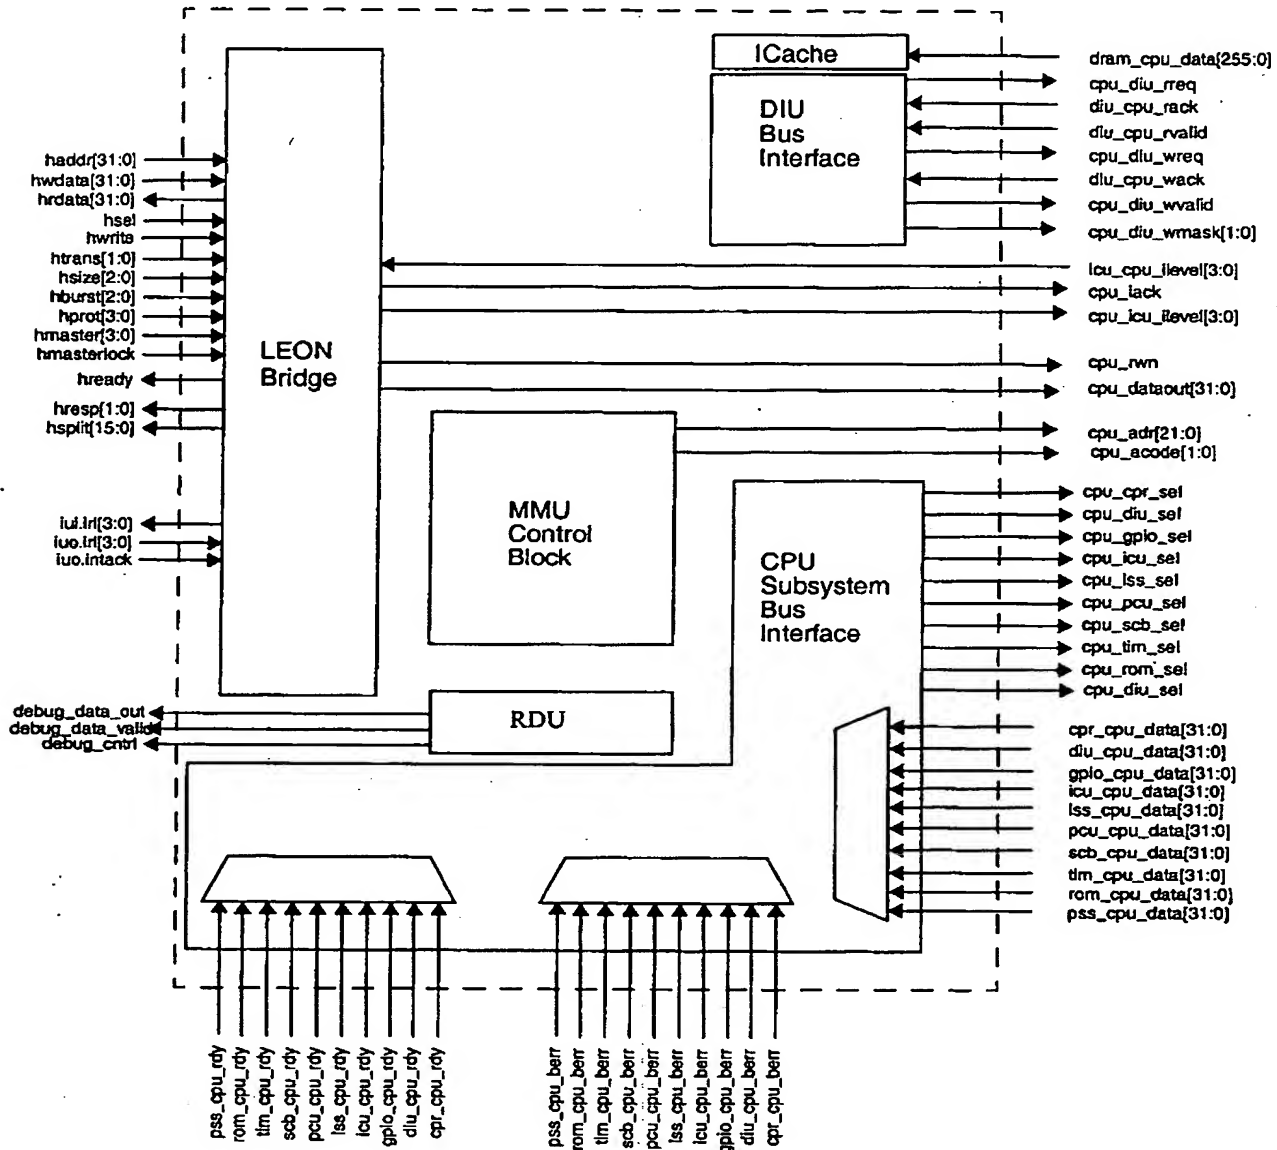 ICache
dram_cpu_data[255:0]
DIU
Bus
Interface
cpu_diu_rreq
diu_cpu_rack
diu_cpu_rvalid
cpu_diu_wreq
diu_cpu_wack
cpu_diu_wvalid
cpu_diu_wmask[1:0]
haddr[31:0]
hwdata[31:0]
hrdata[31:0]
hsel
hwrite
htrans[1:0]
hsize[2:0]
hburst[2:0]
hprot[3:0]
hmaster[3:0]
hmasterlock
hready
hresp[1:0]
hsplit[15:0]
LEON
Bridge
icu_cpu_ilevel[3:0]
cpu_iack
cpu_icu_ilevel[3:0]
cpu_rwn
cpu_dataout[31:0]
cpu_adr[21:0]
cpu_acode[1:0]
iui.irl[3:0]
iuo.irl[3:0]
iuo.intack
MMU
Control
Block
CPU
Subsystem
Bus
Interface
cpu_cpr_sel
cpu_diu_sel
cpu_gpio_sel
cpu_icu_sel
cpu_lss_sel
cpu_pcu_sel
cpu_scb_sel
cpu_tim_sel
cpu_rom_sel
cpu_diu_sel
debug_data_out
debug_data_valid
debug_cntrl
RDU
cpr_cpu_data[31:0]
diu_cpu_data[31:0]
gpio_cpu_data[31:0]
icu_cpu_data[31:0]
lss_cpu_data[31:0]
pcu_cpu_data[31:0]
scb_cpu_data[31:0]
tim_cpu_data[31:0]
rom_cpu_data[31:0]
pss_cpu_data[31:0]
pss_cpu_rdy
rom_cpu_rdy
tim_cpu_rdy
scb_cpu_rdy
pcu_cpu_rdy
lss_cpu_rdy
icu_cpu_rdy
gpio_cpu_rdy
diu_cpu_rdy
cpr_cpu_rdy
pss_cpu_berr
rom_cpu_berr
tim_cpu_berr
scb_cpu_berr
pcu_cpu_berr
lss_cpu_berr
icu_cpu_berr
gpio_cpu_berr
diu_cpu_berr
cpr_cpu_berr